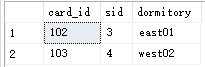 card_id sid dormitory
1 102 3 east01
2 103 4 west02